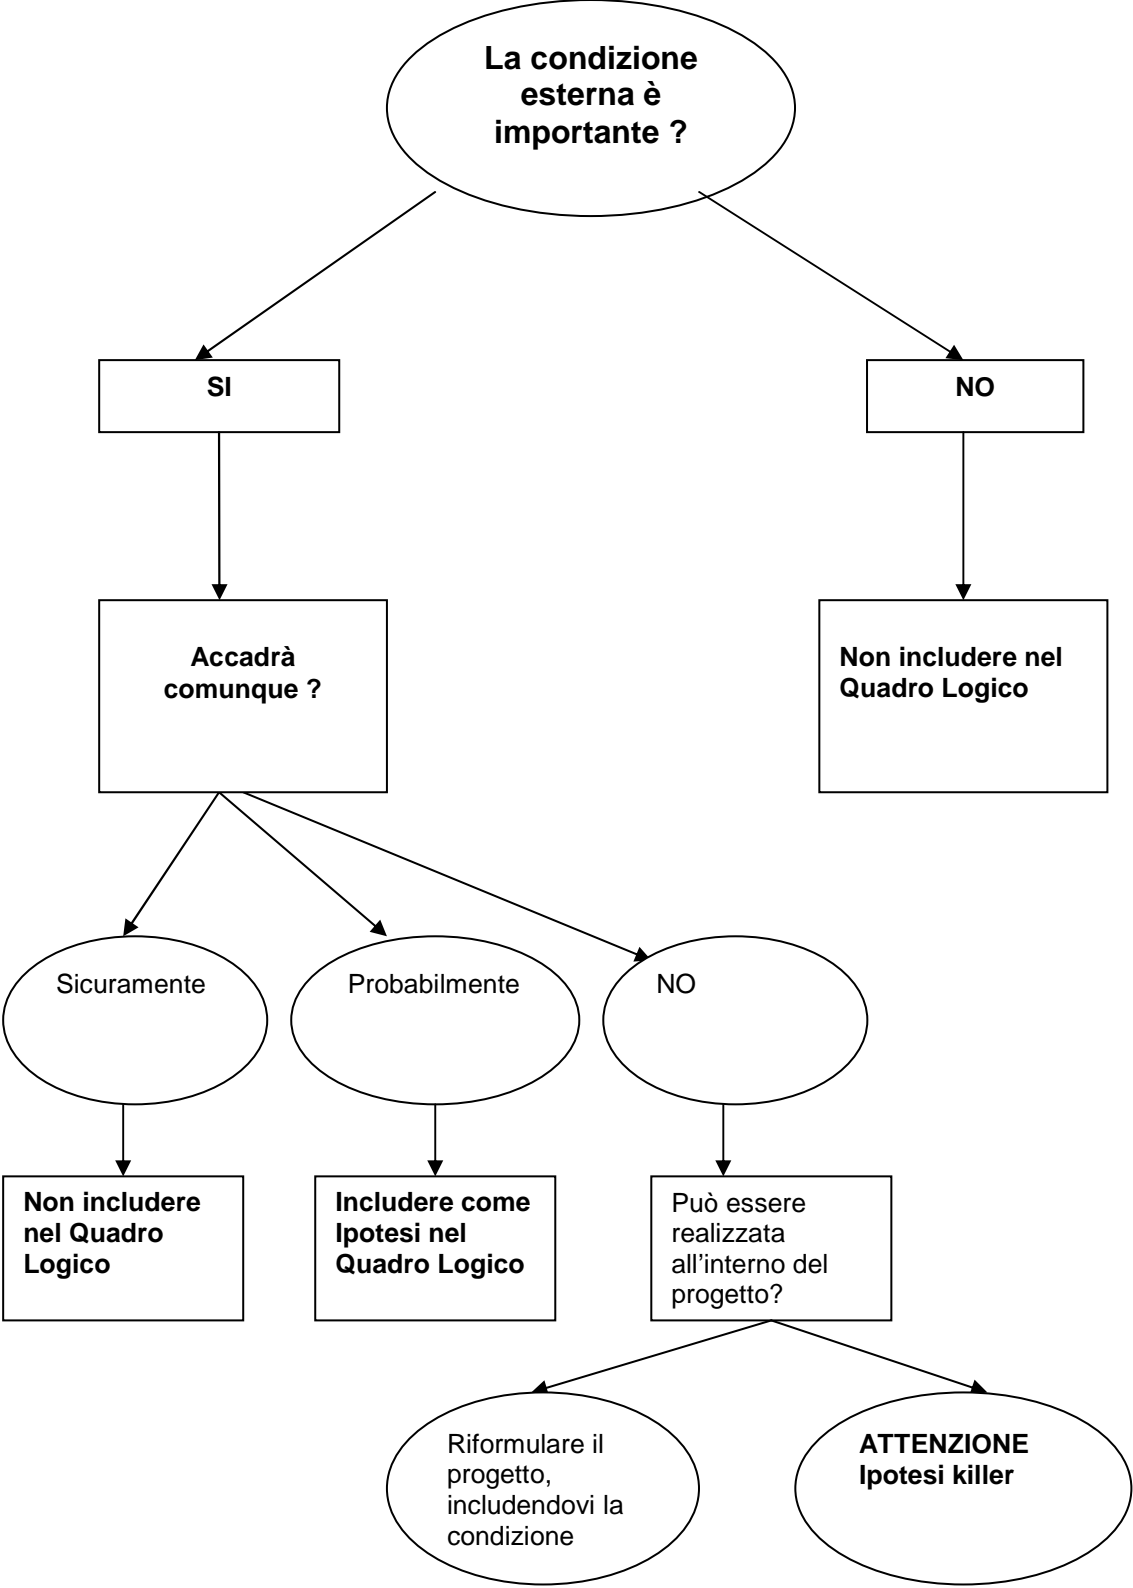 La condizione
esterna è
importante ?
SI
NO
Accadrà
comunque ?
Non includere nel
Quadro Logico
Sicuramente
Probabilmente
NO
Non includere
nel Quadro
Logico
Includere come
Ipotesi nel
Quadro Logico
Può essere
realizzata
all’interno del
progetto?
Riformulare il
progetto,
includendovi la
condizione
ATTENZIONE
Ipotesi killer